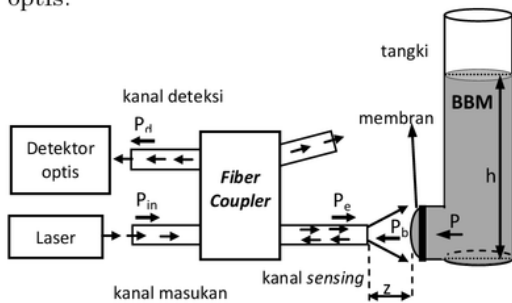 optis.
tangki
kanal deteksi
BBM
membran
P_d
Detektor
optis
Fiber
Coupler
h
P_in
P_e
Laser
P_b
P
kanal sensing
z
kanal masukan